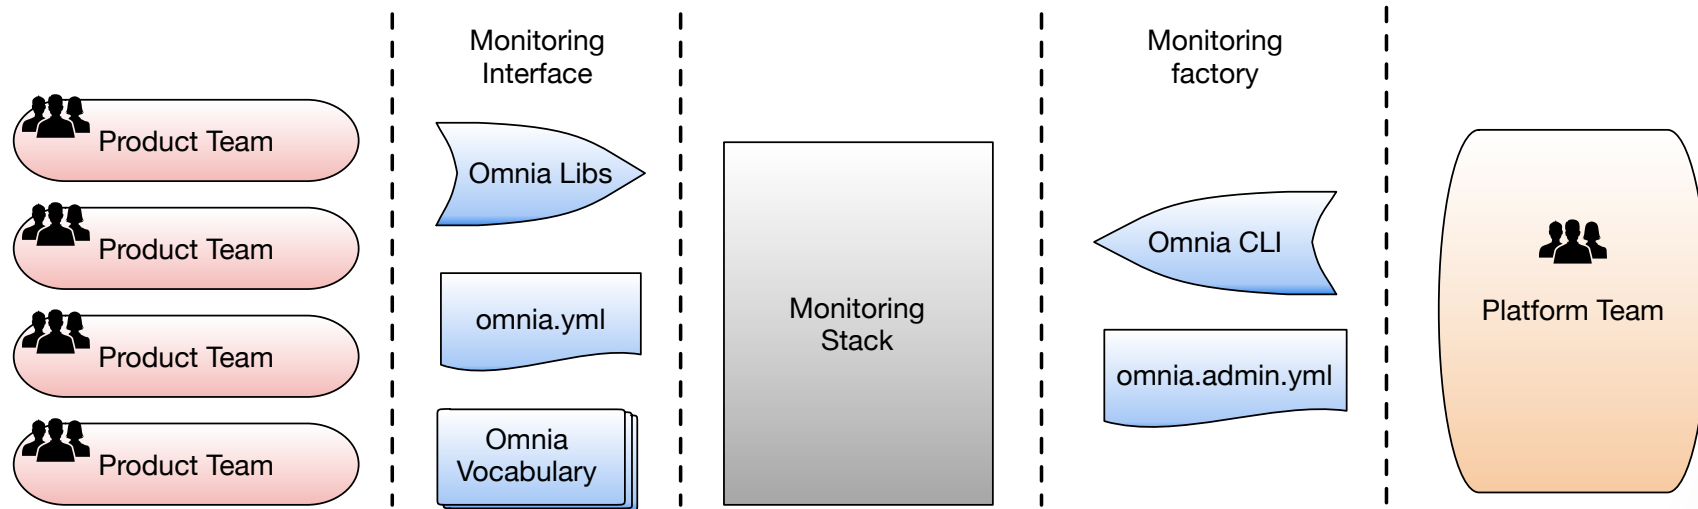 Product Team
Product Team
Product Team
Product Team
Monitoring
Interface
Omnia Libs
omnia.yml
Omnia
Vocabulary
Monitoring
Stack
Monitoring
factory
Omnia CLI
omnia.admin.yml
Platform Team